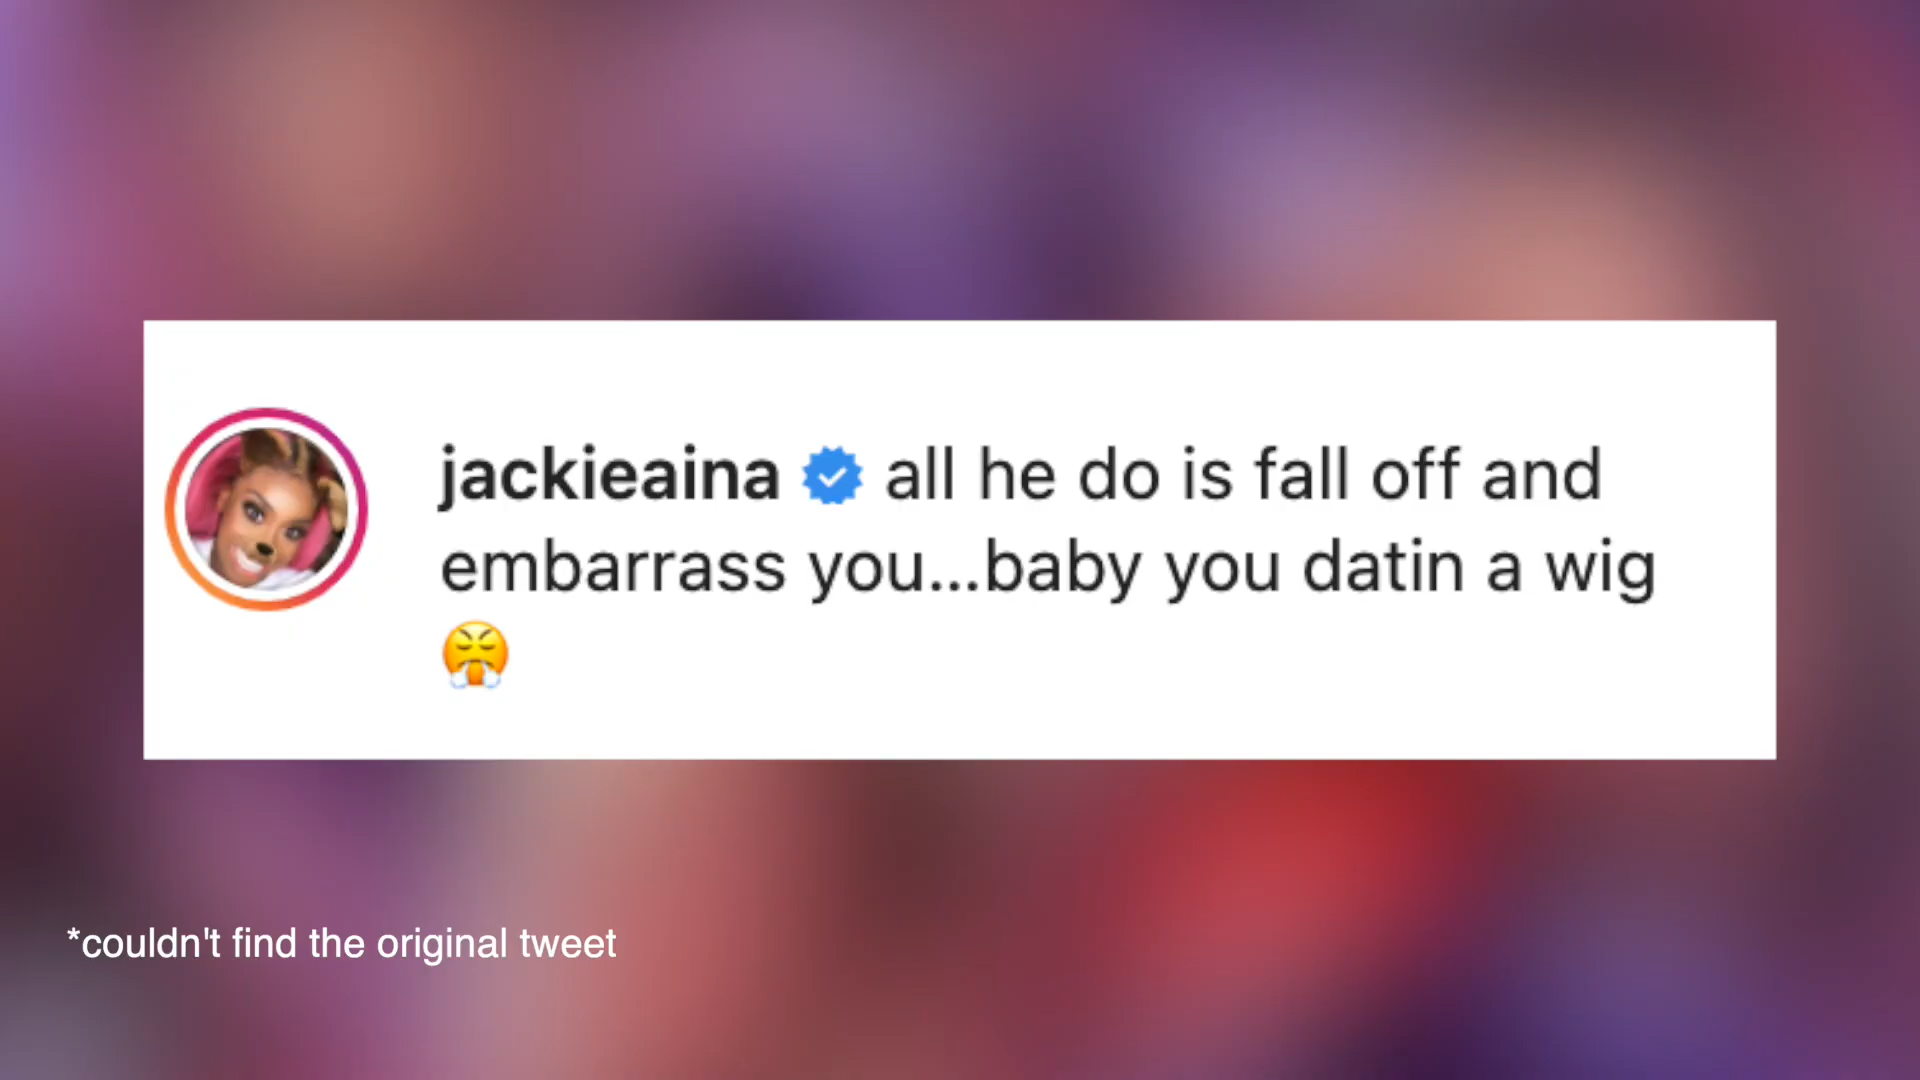 jackieaina all he do is fall off and
embarrass you...baby you datin a wig
😤
*couldn't find the original tweet